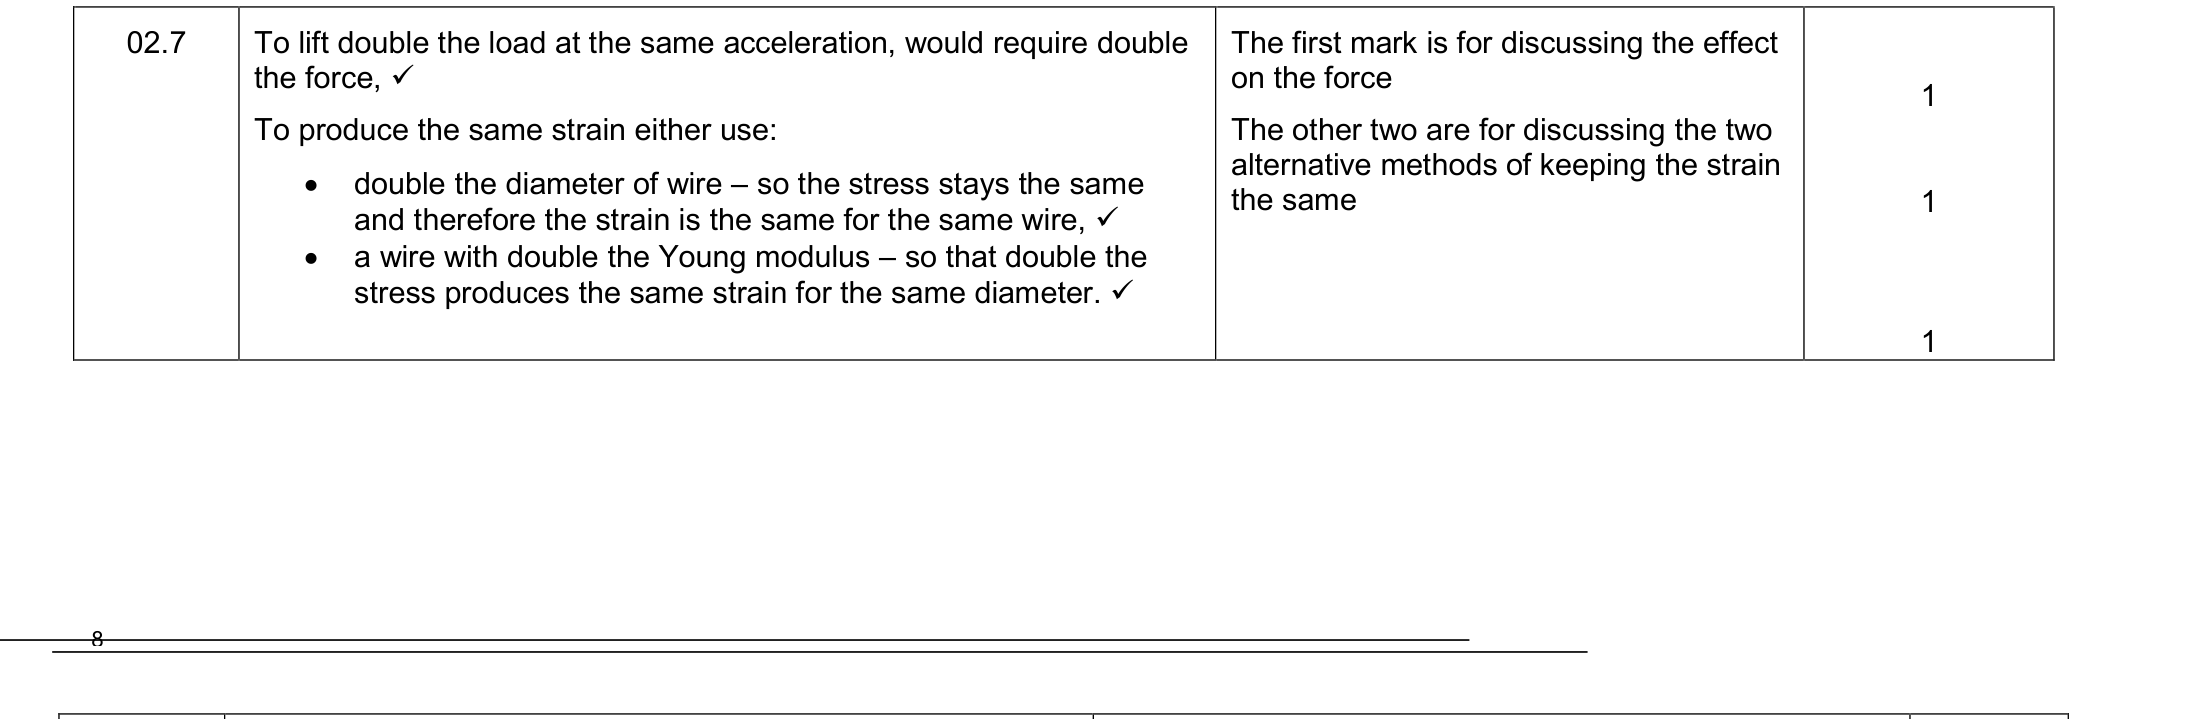 02.7
To lift double the load at the same acceleration, would require double
the force, ✓
To produce the same strain either use:
• double the diameter of wire – so the stress stays the same
and therefore the strain is the same for the same wire, ✓
• a wire with double the Young modulus – so that double the
stress produces the same strain for the same diameter. ✓
The first mark is for discussing the effect
on the force
The other two are for discussing the two
alternative methods of keeping the strain
the same
1
1
1
8